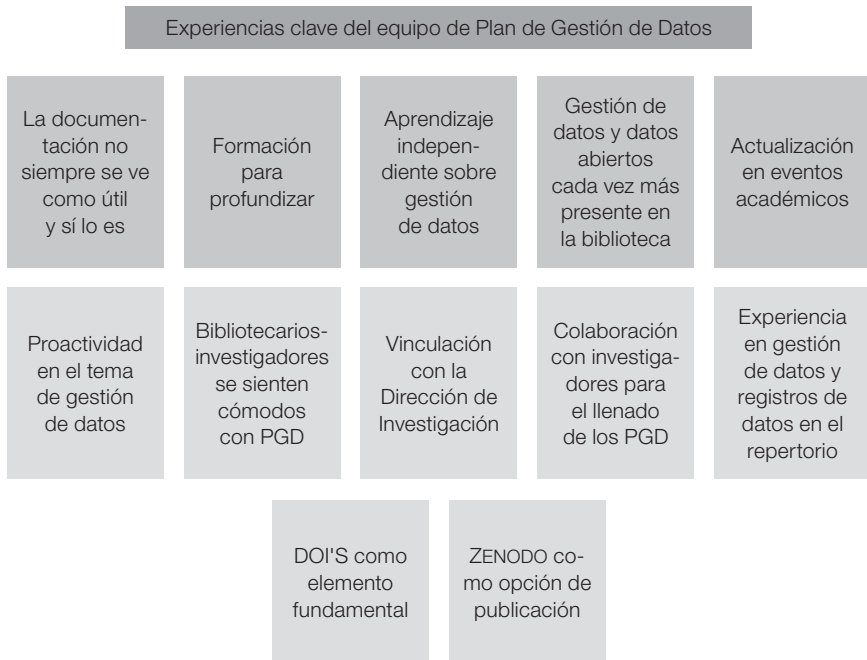 Experiencias clave del equipo de Plan de Gestión de Datos
La documen-
tación no
siempre se ve
como útil
y sí lo es
Formación
para
profundizar
Aprendizaje
indepen-
diente sobre
gestión
de datos
Gestión de
datos y datos
abiertos
cada vez más
presente en
la biblioteca
Actualización
en eventos
académicos
Proactividad
en el tema
de gestión
de datos
Bibliotecarios-
investigadores
se sienten
cómodos
con PGD
Vinculación
con la
Dirección de
Investigación
Colaboración
con investiga-
dores para
el llenado
de los PGD
Experiencia
en gestión
de datos y
registros de
datos en el
repertorio
DOI'S como
elemento
fundamental
ZENODO co-
mo opción de
publicación